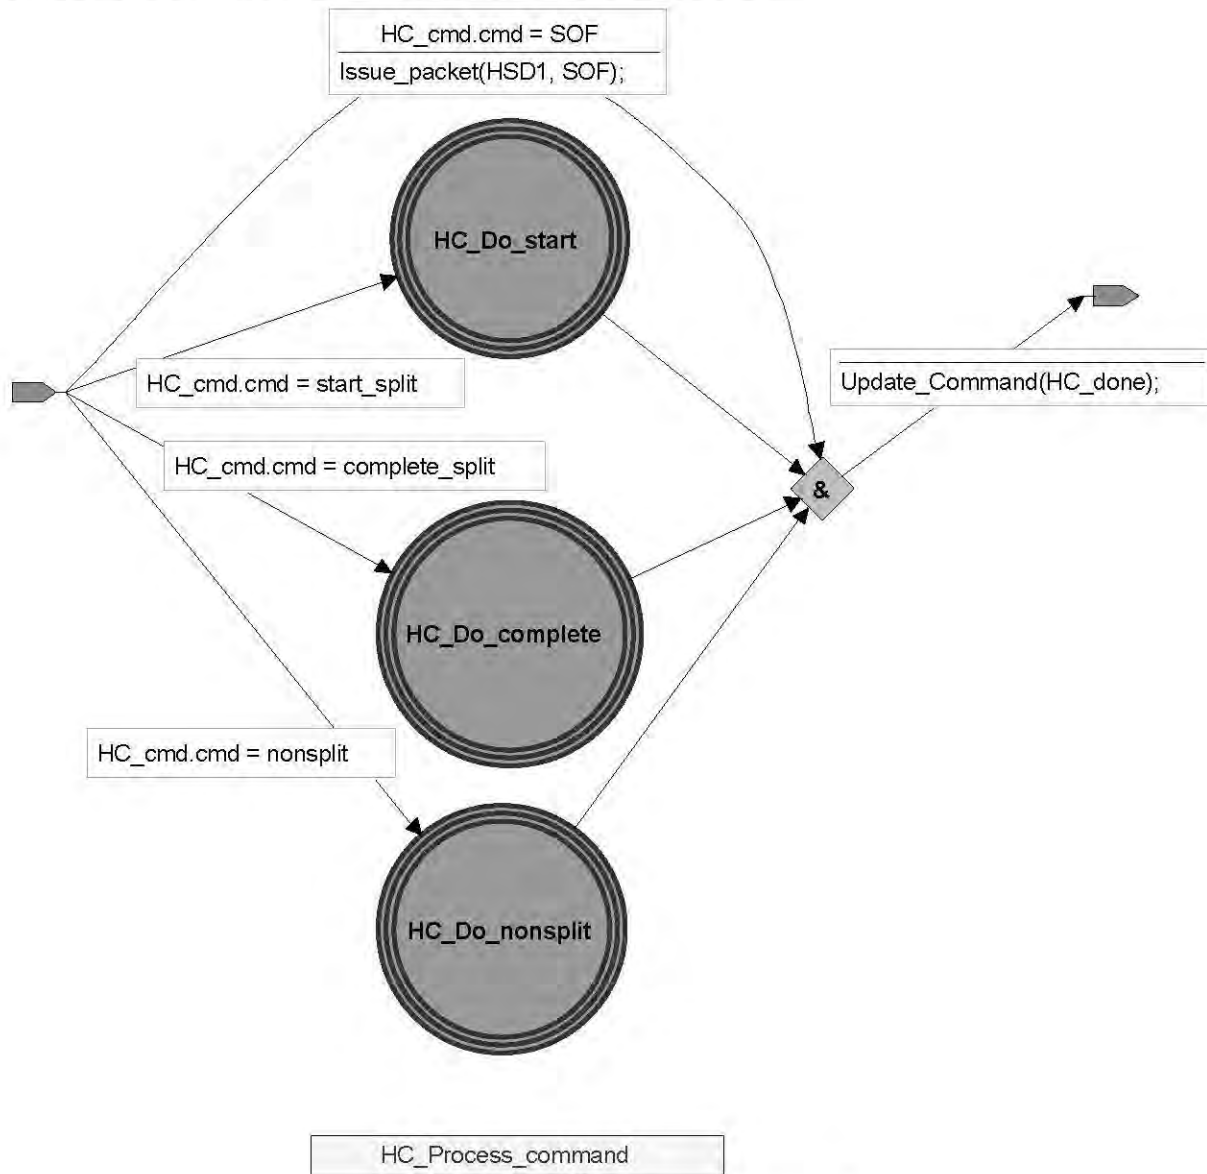 HC_cmd.cmd = SOF
Issue_packet(HSD1, SOF);
HC_Do_start
HC_cmd.cmd = start_split
Update_Command(HC_done);
HC_cmd.cmd = complete_split
&
HC_Do_complete
HC_cmd.cmd = nonsplit
HC_Do_nonsplit
HC_Process_command